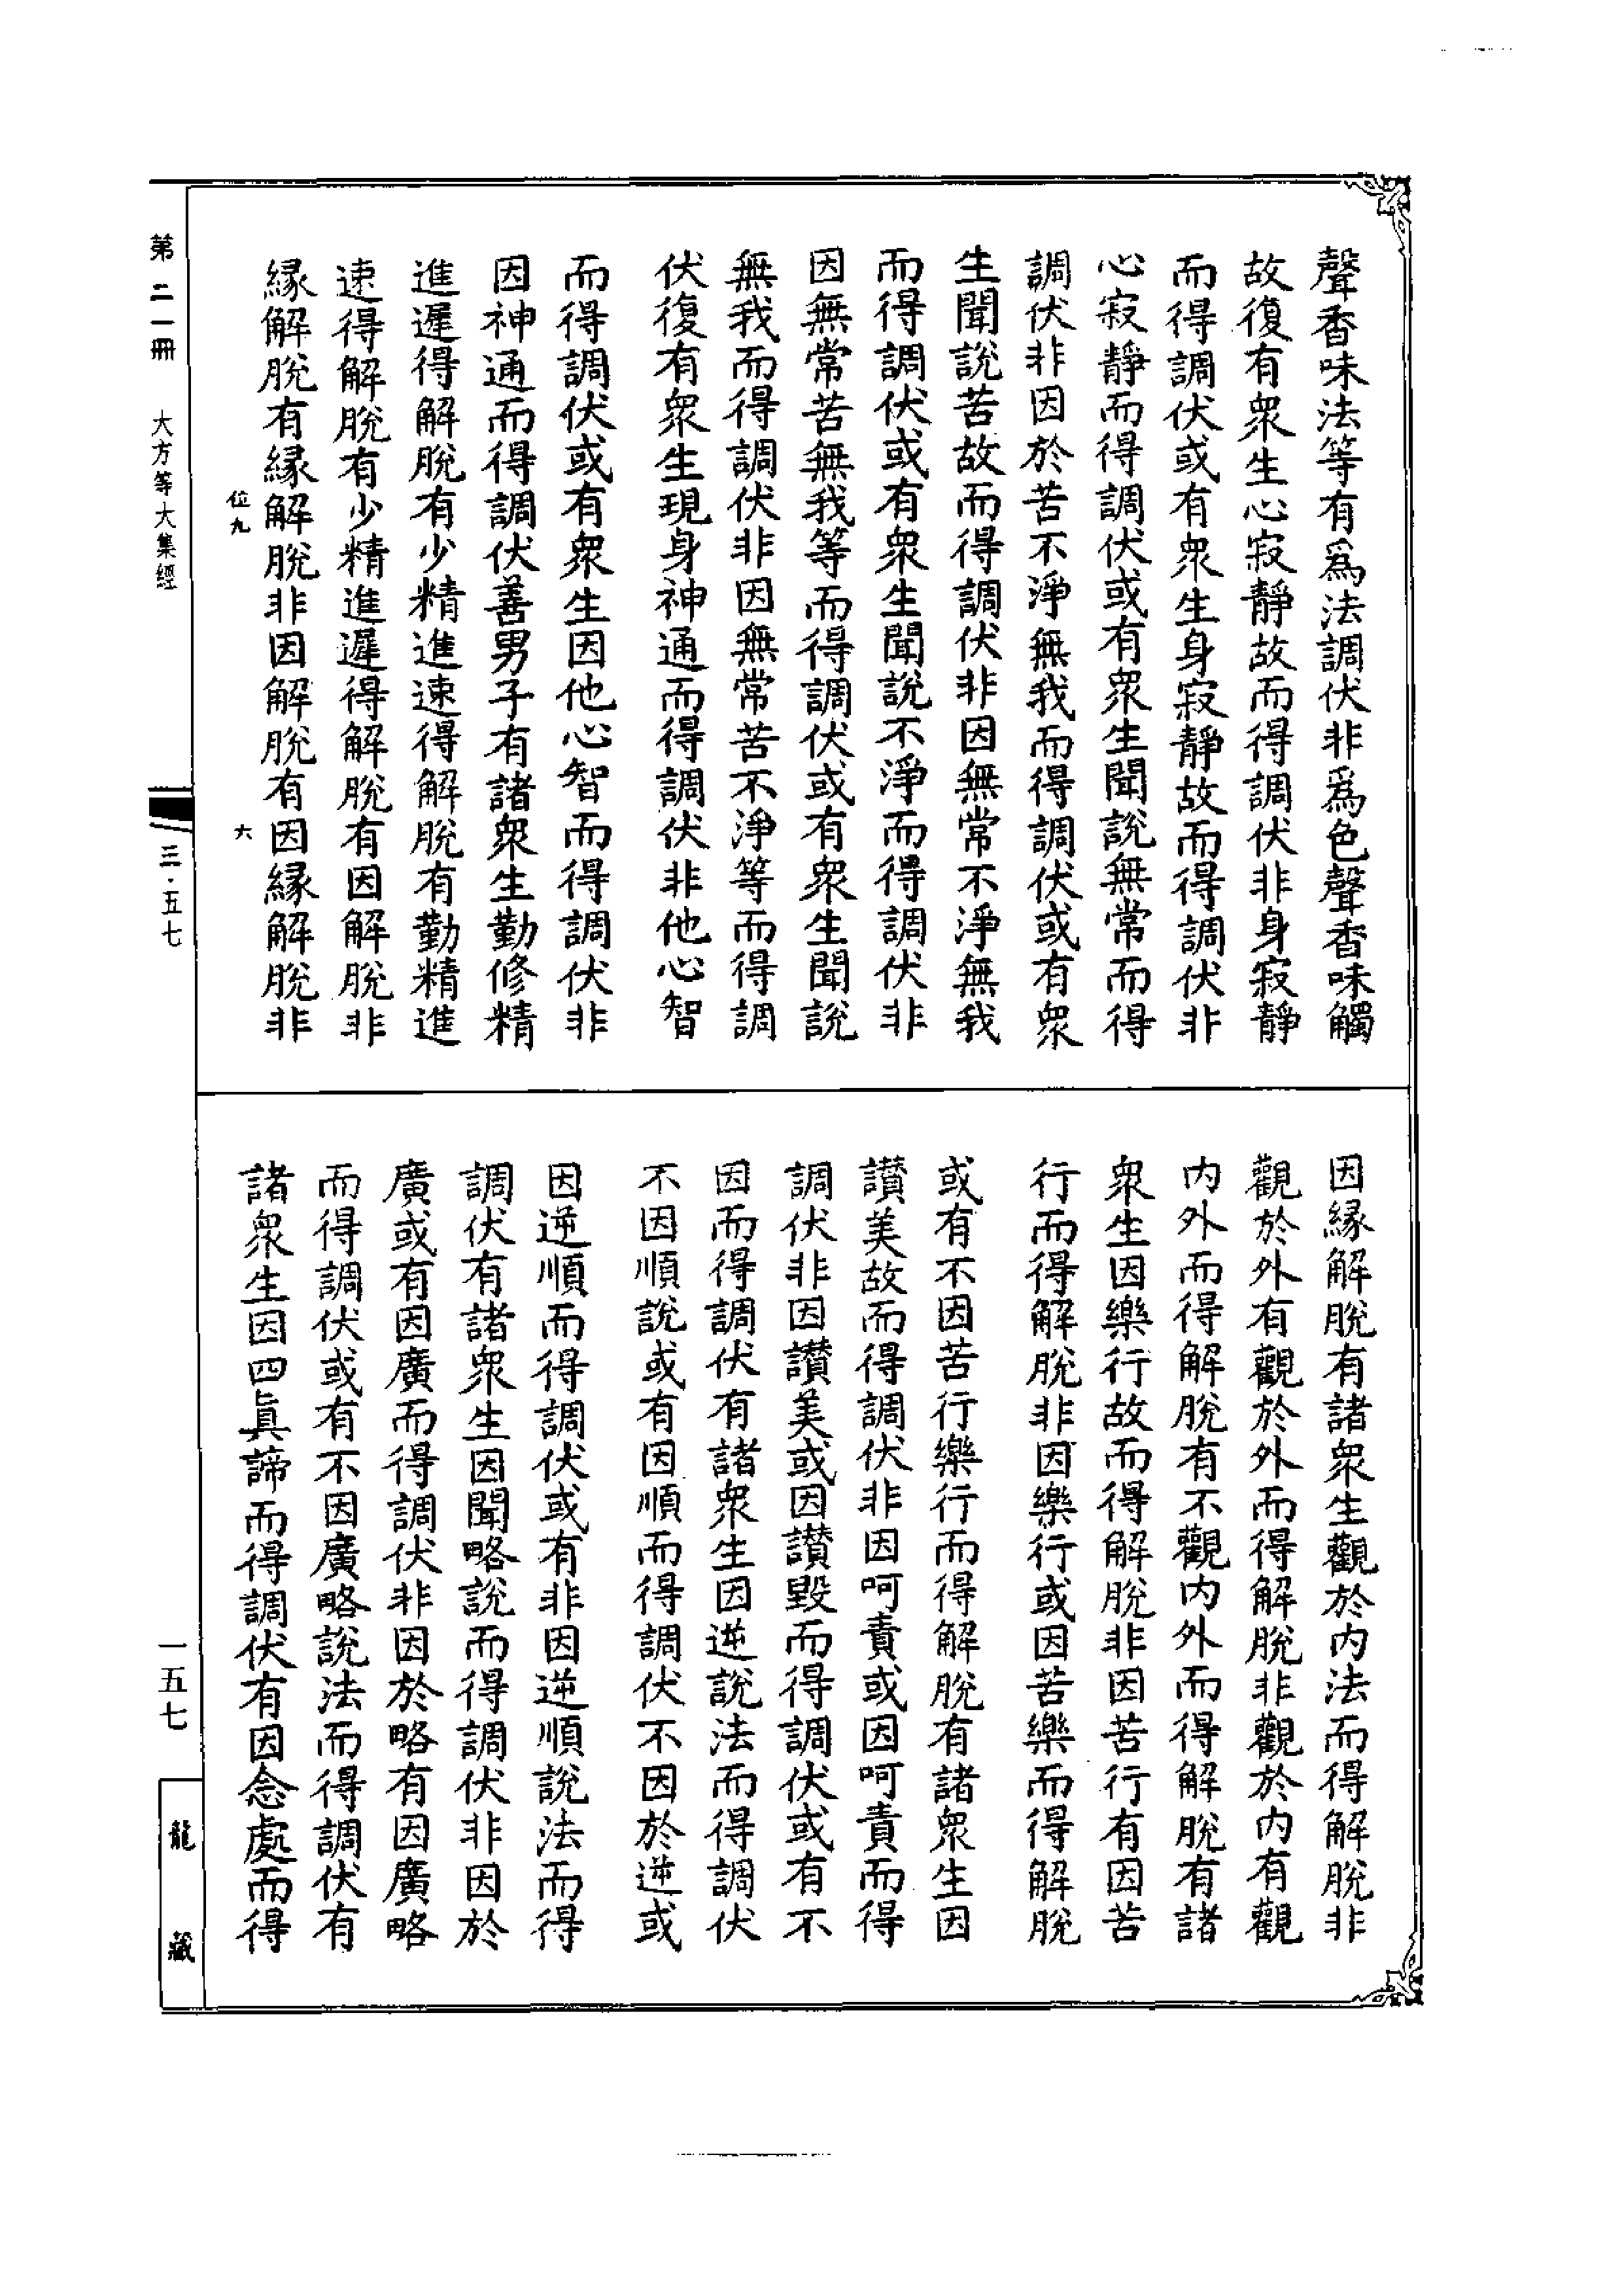 聲香味法等有爲法調伏非爲色聲香味觸
故復有衆生心寂靜故而得調伏非身寂靜
而得調伏或有衆生身寂靜故而得調伏非
心寂靜而得調伏或有衆生聞說無常而得
調伏非因於苦不淨無我而得調伏或有衆
生聞說苦故而得調伏非因無常不淨無我
而得調伏或有衆生聞說不淨而得調伏非
因無常苦無我等而得調伏或有衆生聞說
無我而得調伏非因無常苦不淨等而得調
伏復有衆生現身神通而得調伏非他心智
而得調伏或有衆生因他心智而得調伏非
因神通而得調伏善男子有諸衆生勤修精
進遲得解脫有少精進速得解脫有勤精進
速得解脫有少精進遲得解脫有因解脫非
緣解脫有緣解脫非因解脫有因緣解脫非
位九
六
因緣解脫有諸衆生觀於內法而得解脫非
觀於外有觀於外而得解脫非觀於內有觀
內外而得解脫有不觀內外而得解脫有諸
衆生因樂行故而得解脫非因苦行有因苦
行而得解脫非因樂行或因苦樂而得解脫
或有不因苦行樂行而得解脫有諸衆生因
讃美故而得調伏非因呵責或因呵責而得
調伏非因讃美或因讃毀而得調伏或有不
因而得調伏有諸衆生因逆說法而得調伏
不因順說或有因順而得調伏不因於逆或
因逆順而得調伏或有非因逆順說法而得
調伏有諸衆生因聞略說而得調伏非因於
廣或有因廣而得調伏非因於略有因廣略
而得調伏或有不因廣略說法而得調伏有
諸衆生因四眞諦而得調伏有因念處而得
第二一冊
大方等大集經
三·五七
一五七
龍藏